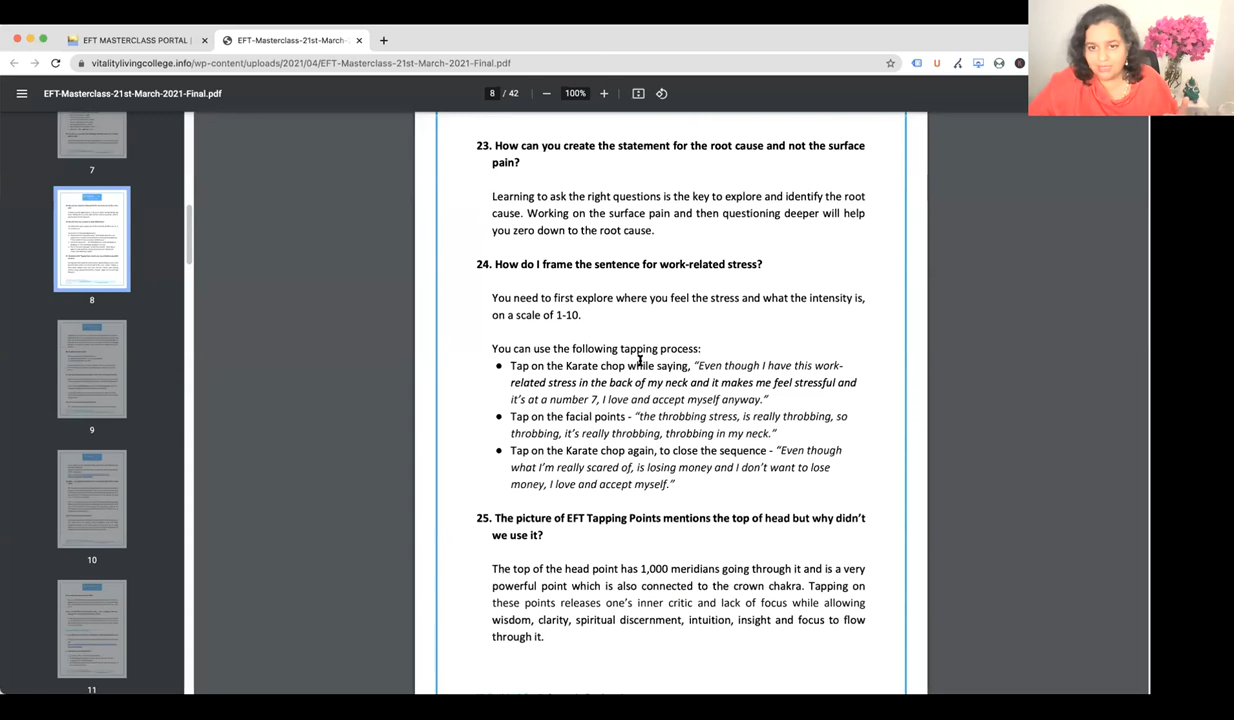 EFT MASTERCLASS PORTAL |
EFT-Masterclass-21st-March-
vitalitylivingcollege.info/wp-content/uploads/2021/04/EFT-Masterclass-21st-March-2021-Final.pdf
EFT-Masterclass-21st-March-2021-Final.pdf
8 / 42
100%
7
8
9
10
11
23. How can you create the statement for the root cause and not the surface
pain?
Learning to ask the right questions is the key to explore and identify the root
cause. Working on the surface pain and then questioning deeper will help
you zero down to the root cause.
24. How do I frame the sentence for work-related stress?
You need to first explore where you feel the stress and what the intensity is,
on a scale of 1-10.
You can use the following tapping process:
● Tap on the Karate chop while saying, “Even though I have this work-
related stress in the back of my neck and it makes me feel stressful and
it’s at a number 7, I love and accept myself anyway.”
● Tap on the facial points - “the throbbing stress, is really throbbing, so
throbbing, it’s really throbbing, throbbing in my neck.”
● Tap on the Karate chop again, to close the sequence - “Even though
what I’m really scared of, is losing money and I don’t want to lose
money, I love and accept myself.”
25. The picture of EFT Tapping Points mentions the top of head but why didn’t
we use it?
The top of the head point has 1,000 meridians going through it and is a very
powerful point which is also connected to the crown chakra. Tapping on
these points releases one’s inner critic and lack of focus while allowing
wisdom, clarity, spiritual discernment, intuition, insight and focus to flow
through it.